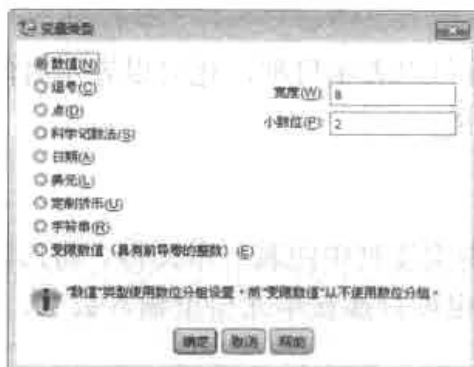 变量类型
数值(N)
逗号(C)
点(D)
科学记数法(S)
日期(A)
美元(L)
定制货币(U)
字符串(R)
受限数值（具有前导零的整数）(E)
宽度(W): 8
小数位(P): 2
“数值”类型使用数位分组设置，而“受限数值”从不使用数位分组。
确定 取消 帮助